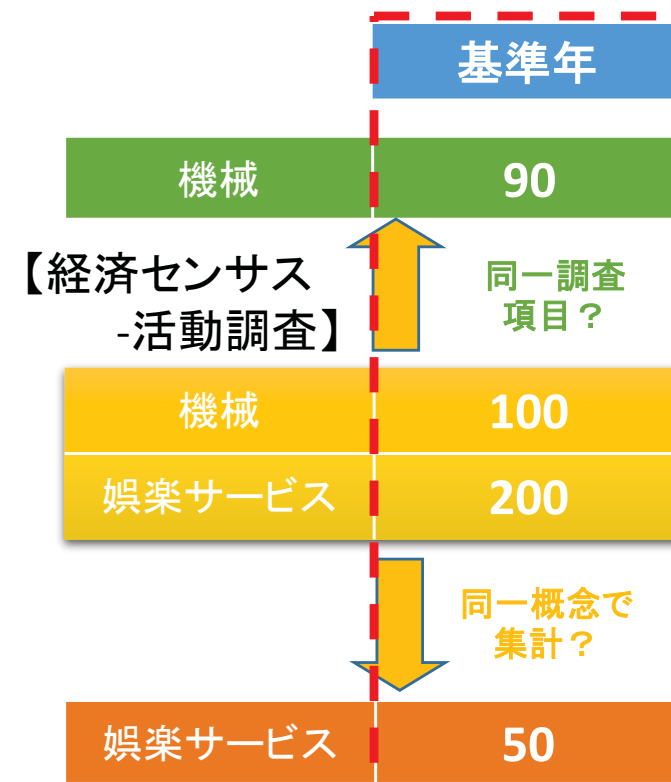 基準年
機械 90
【経済センサス
-活動調査】
同一調査
項目？
機械 100
娯楽サービス 200
同一概念で
集計？
娯楽サービス 50